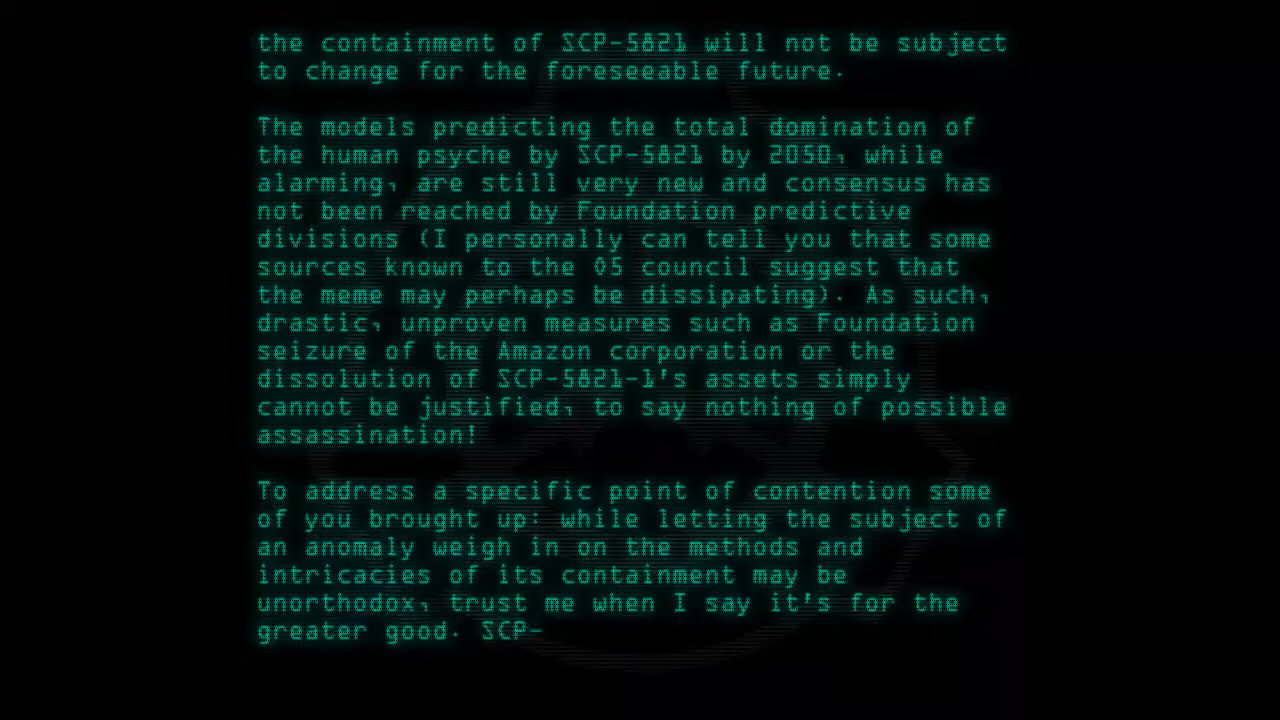 the containment of SCP-5821 will not be subject
to change for the foreseeable future.
The models predicting the total domination of
the human psyche by SCP-5821 by 2050, while
alarming, are still very new and consensus has
not been reached by Foundation predictive
divisions (I personally can tell you that some
sources known to the O5 council suggest that
the meme may perhaps be dissipating). As such,
drastic, unproven measures such as Foundation
seizure of the Amazon corporation or the
dissolution of SCP-5821-1's assets simply
cannot be justified, to say nothing of possible
assassination!
To address a specific point of contention some
of you brought up: while letting the subject of
an anomaly weigh in on the methods and
intricacies of its containment may be
unorthodox, trust me when I say it's for the
greater good. SCP-